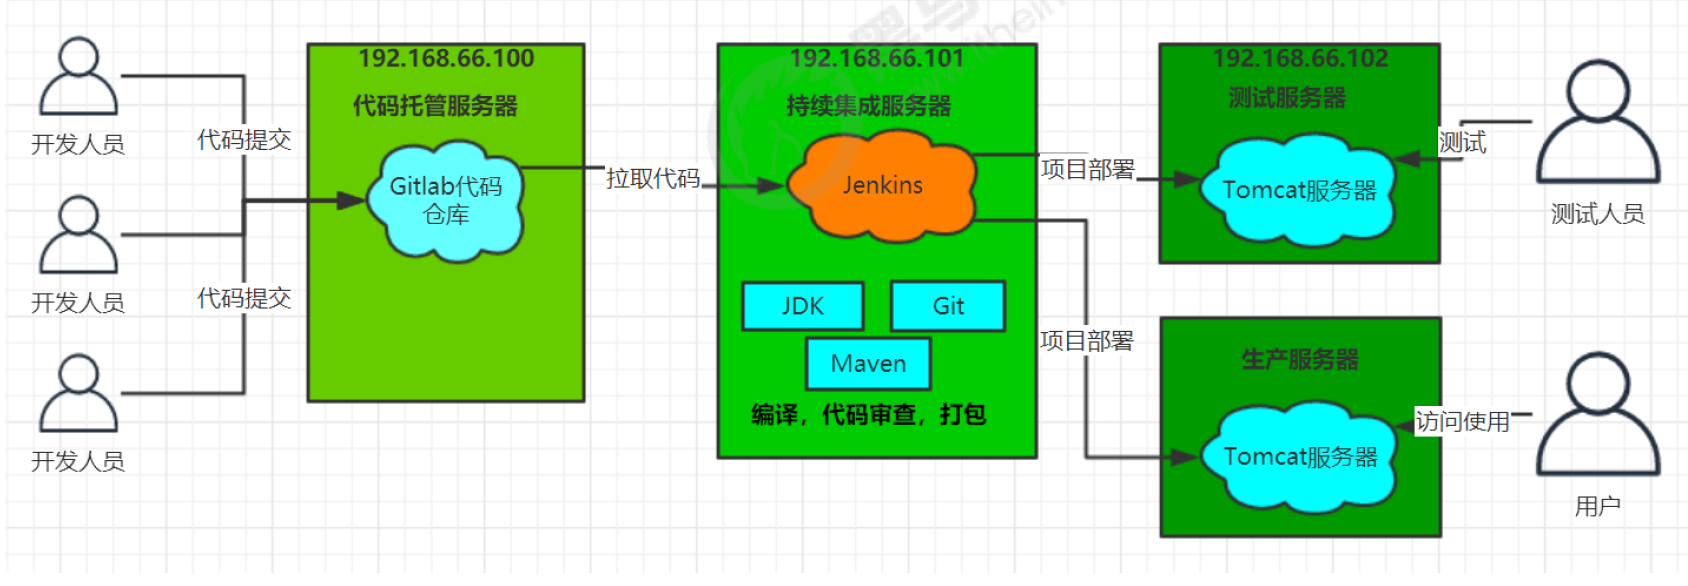 192.168.66.100
代码托管服务器
Gitlab代码
仓库
开发人员
开发人员
开发人员
代码提交
代码提交
拉取代码
192.168.66.101
持续集成服务器
Jenkins
JDK
Git
Maven
编译，代码审查，打包
项目部署
项目部署
192.168.66.102
测试服务器
Tomcat服务器
测试
测试人员
生产服务器
Tomcat服务器
访问使用
用户